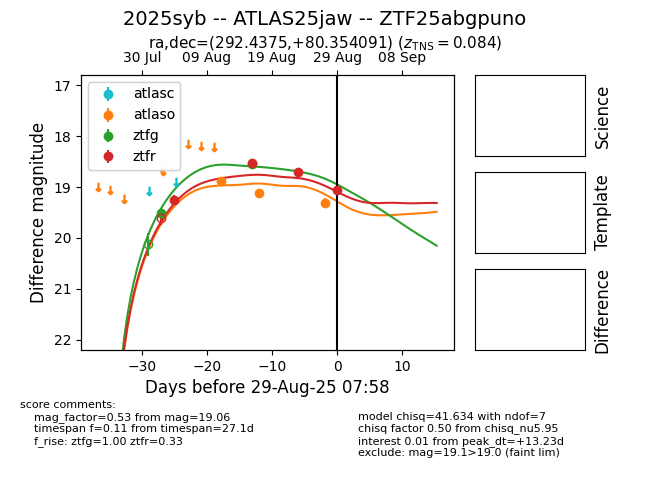 2025syb -- ATLAS25jaw -- ZTF25abgpuno
ra,dec=(292.4375,+80.354091) (z_TNS = 0.084)
30 Jul 09 Aug 19 Aug 29 Aug 08 Sep
17
18
19
20
21
22
Difference magnitude
atlasc
atlaso
ztfg
ztfr
−30 −20 −10 0 10
Days before 29-Aug-25 07:58
Science
Template
Difference
score comments:
mag_factor=0.53 from mag=19.06
timespan f=0.11 from timespan=27.1d
f_rise: ztfg=1.00 ztfr=0.33
model chisq=41.634 with ndof=7
chisq factor 0.50 from chisq_nu5.95
interest 0.01 from peak_dt=+13.23d
exclude: mag=19.1>19.0 (faint lim)